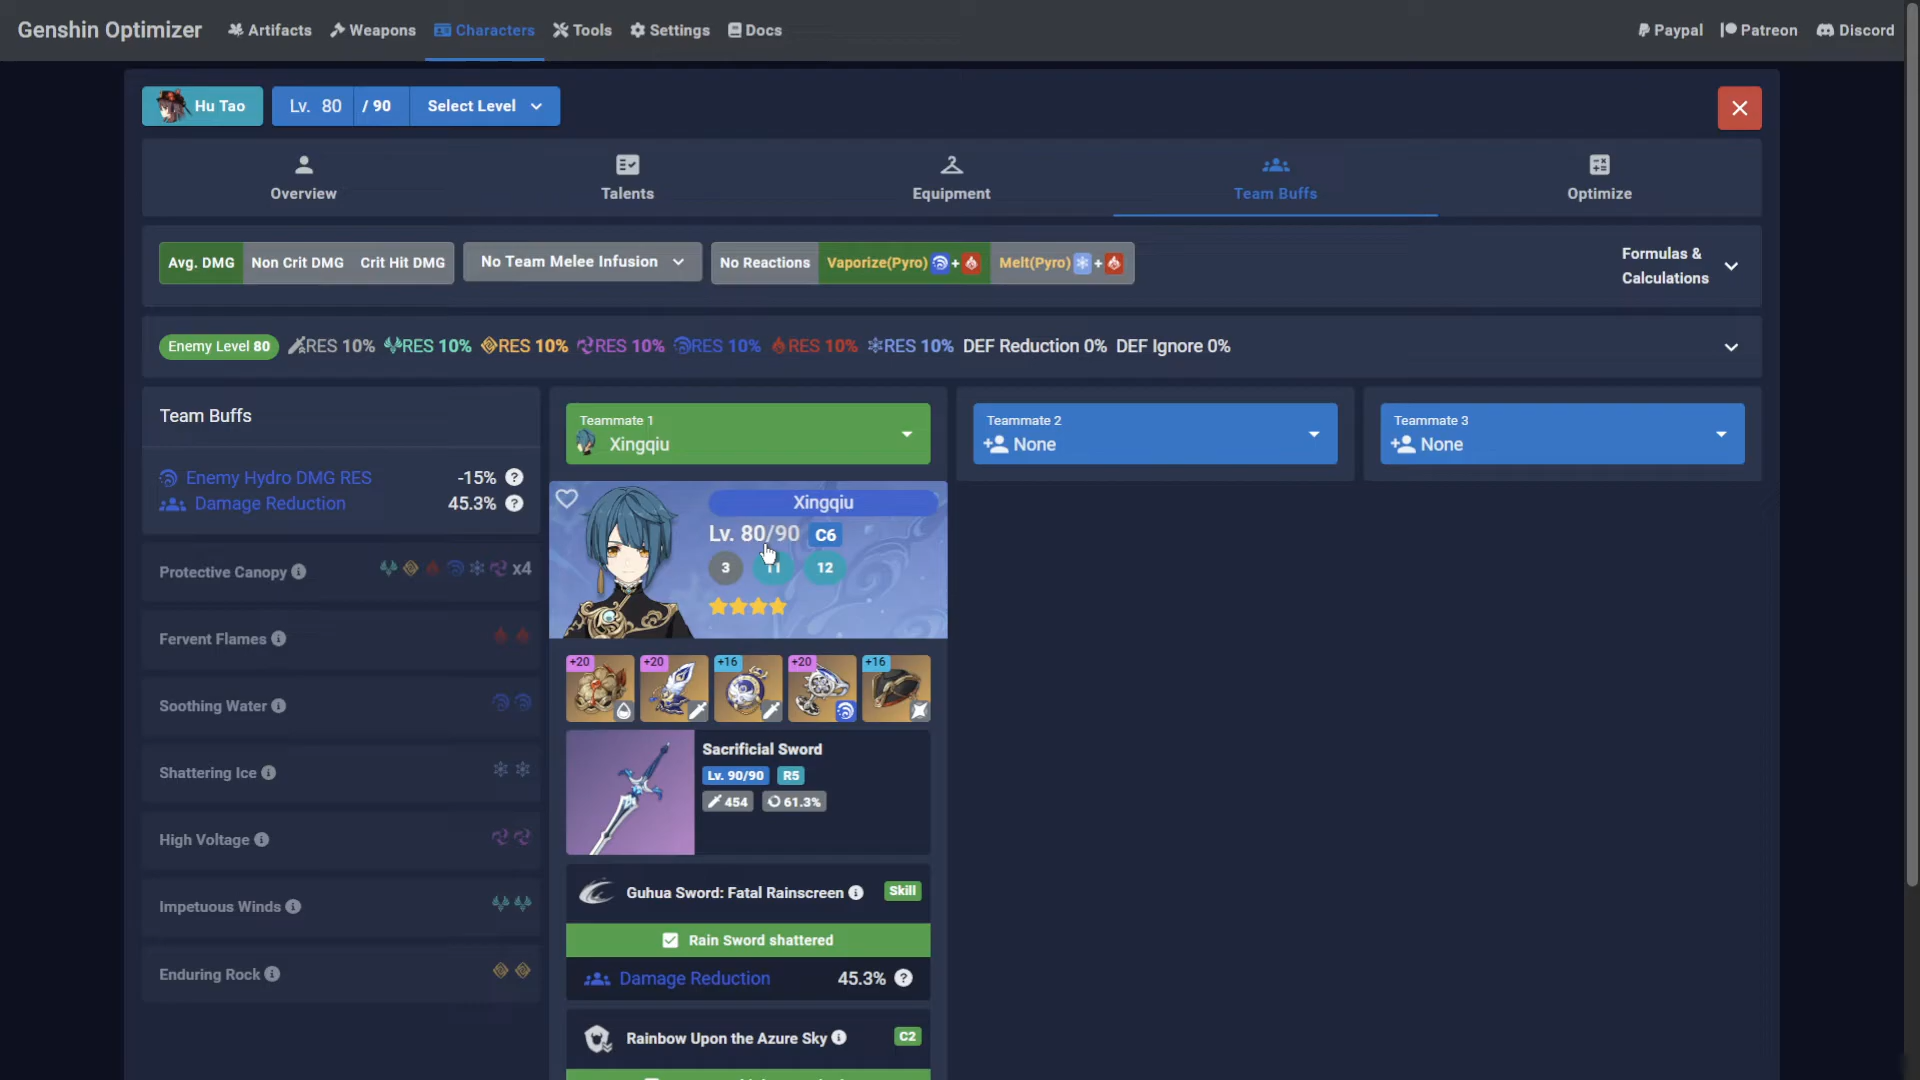 Genshin Optimizer Artifacts Weapons Characters Tools Settings Docs Paypal Patreon Discord
Hu Tao Lv. 80 / 90 Select Level
Overview Talents Equipment Team Buffs Optimize
Avg. DMG Non Crit DMG Crit Hit DMG No Team Melee Infusion No Reactions Vaporize(Pyro) + Melt(Pyro) + Formulas &
Calculations
Enemy Level 80 RES 10% RES 10% RES 10% RES 10% RES 10% RES 10% RES 10% DEF Reduction 0% DEF Ignore 0%
Team Buffs
Enemy Hydro DMG RES -15%
Damage Reduction 45.3%
Protective Canopy x4
Fervent Flames
Soothing Water
Shattering Ice
High Voltage
Impetuous Winds
Enduring Rock
Teammate 1
Xingqiu
Xingqiu
Lv. 80/90 C6
3 11 12
+20 +20 +16 +20 +16
Sacrificial Sword
Lv. 90/90 R5
454 61.3%
Guhua Sword: Fatal Rainscreen Skill
Rain Sword shattered
Damage Reduction 45.3%
Rainbow Upon the Azure Sky C2
Teammate 2
None
Teammate 3
None